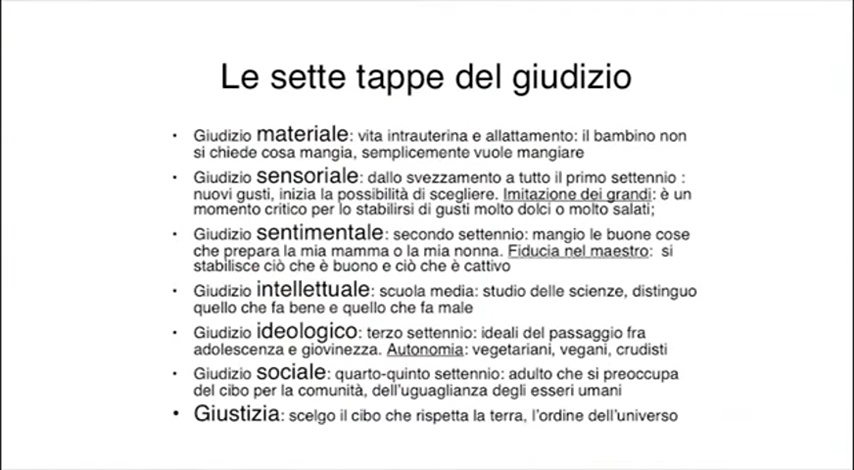 Le sette tappe del giudizio
• Giudizio materiale: vita intrauterina e allattamento: il bambino non
si chiede cosa mangia, semplicemente vuole mangiare
• Giudizio sensoriale: dallo svezzamento a tutto il primo settennio :
nuovi gusti, inizia la possibilità di scegliere. Imitazione dei grandi: è un
momento critico per lo stabilirsi di gusti molto dolci o molto salati;
• Giudizio sentimentale: secondo settennio: mangio le buone cose
che prepara la mia mamma o la mia nonna. Fiducia nel maestro: si
stabilisce ciò che è buono e ciò che è cattivo
• Giudizio intellettuale: scuola media: studio delle scienze, distinguo
quello che fa bene e quello che fa male
• Giudizio ideologico: terzo settennio: ideali del passaggio fra
adolescenza e giovinezza. Autonomia: vegetariani, vegani, crudisti
• Giudizio sociale: quarto-quinto settennio: adulto che si preoccupa
del cibo per la comunità, dell'uguaglianza degli esseri umani
• Giustizia: scelgo il cibo che rispetta la terra, l'ordine dell'universo